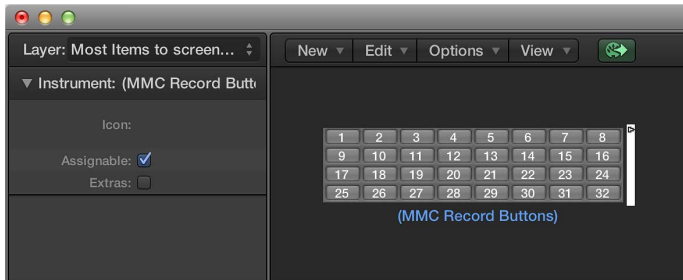 Layer: Most Items to screen...
New Edit Options View
Instrument: (MMC Record Butt
Icon:
Assignable:
Extras:
1 2 3 4 5 6 7 8
9 10 11 12 13 14 15 16
17 18 19 20 21 22 23 24
25 26 27 28 29 30 31 32
(MMC Record Buttons)